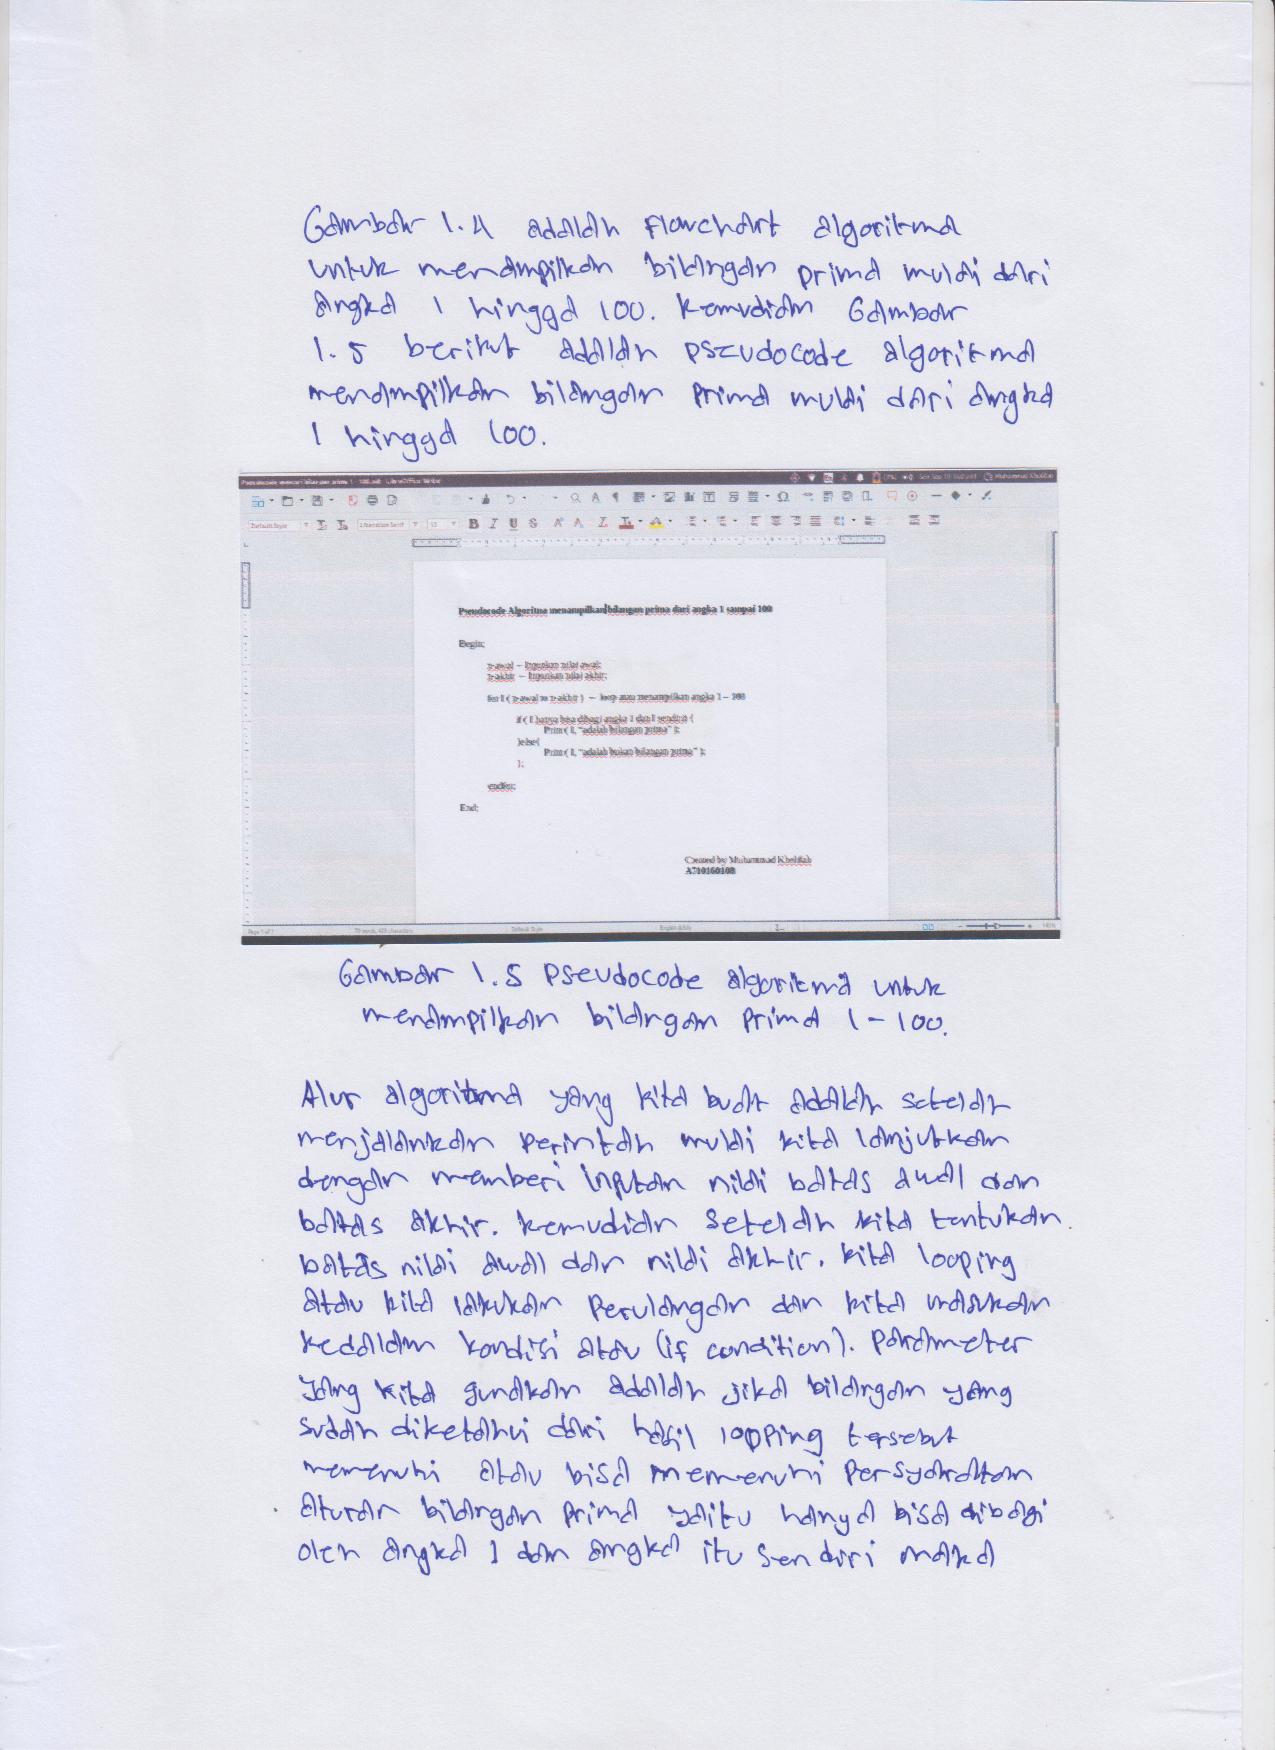 Gambar 1.4 adalah flowchart algoritma
untuk menampilkan bilangan prima mulai dari
angka 1 hingga 100. Kemudian Gambar
1.5 berikut adalah pseudocode algoritma
menampilkan bilangan prima mulai dari angka
1 hingga 100.
Default Style
B I U S
Pseudocode Algoritma menampilkan bilangan prima dari angka 1 sampai 100
Begin;
n-awal – Inputkan nilai awal;
n-akhir – Inputkan nilai akhir;
for I ( n-awal to n-akhir ) – loop atau menampilkan angka 1 – 100
if ( I hanya bisa dibagi angka 1 dan I sendiri) {
Print ( I, "adalah bilangan prima" );
}else{
Print ( I, "adalah bukan bilangan prima" );
};
endfor;
End;
Created by Muhammad Kholifah
A710160108
Page 1 of 1
Default Style
Gambar 1.5 Pseudocode algoritma untuk
menampilkan bilangan prima 1 - 100.
Alur algoritma yang kita buat adalah setelah
menjalankan perintah mulai kita lanjutkan
dengan memberi inputan nilai batas awal dan
batas akhir. Kemudian setelah kita tentukan
batas nilai awal dan nilai akhir. Kita looping
atau kita lakukan perulangan dan kita masukan
kedalam kondisi atau (if condition). Parameter
yang kita gunakan adalah jika bilangan yang
sudah diketahui dari hasil looping tersebut
memenuhi atau bisa memenuhi persyaratan
aturan bilangan prima yaitu hanya bisa dibagi
oleh angka 1 dan angka itu sendiri maka